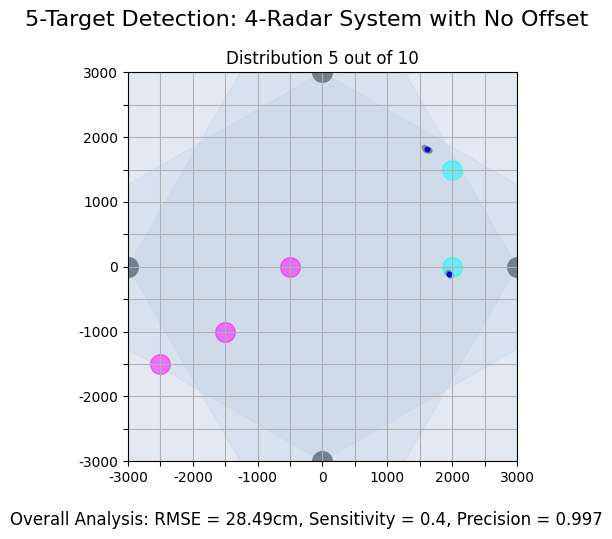 5-Target Detection: 4-Radar System with No Offset
Distribution 5 out of 10
3000
2000
1000
0
-1000
-2000
-3000
-3000 -2000 -1000 0 1000 2000 3000
Overall Analysis: RMSE = 28.49cm, Sensitivity = 0.4, Precision = 0.997